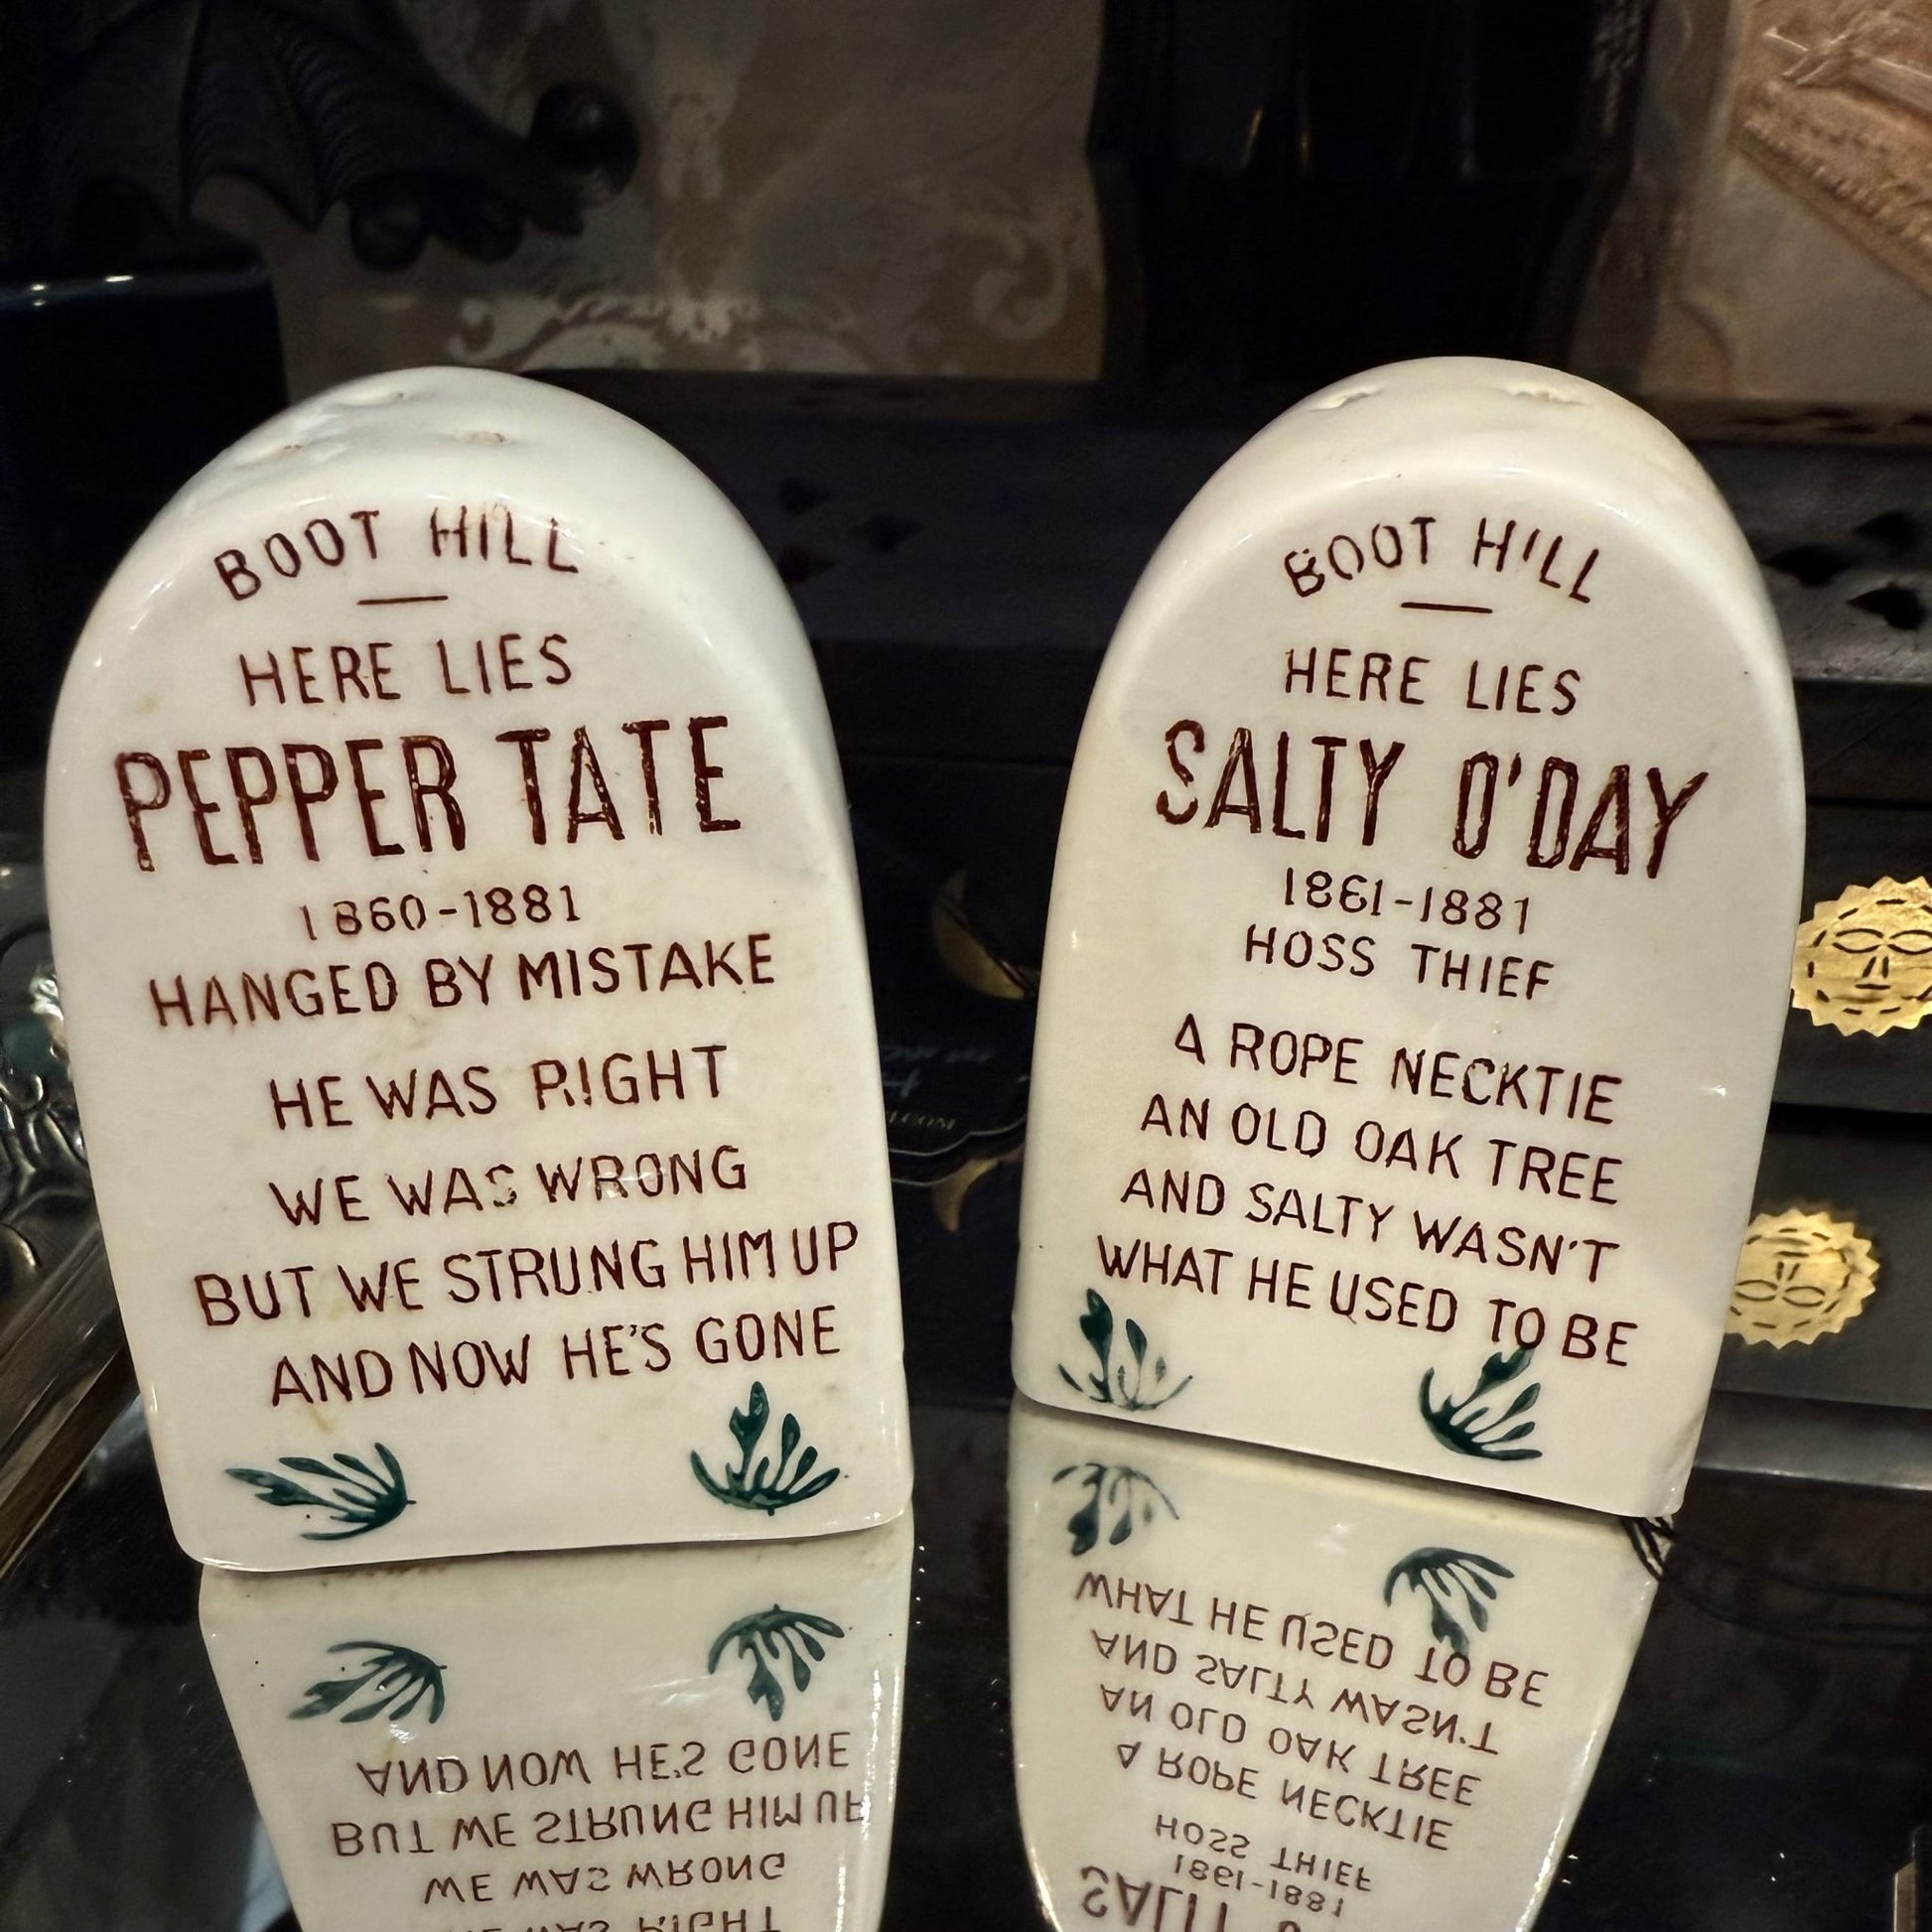 BOOT HILL
HERE LIES
PEPPER TATE
1860-1881
HANGED BY MISTAKE
HE WAS RIGHT
WE WAS WRONG
BUT WE STRUNG HIM UP
AND NOW HE'S GONE
BOOT HILL
HERE LIES
SALTY O'DAY
1861-1881
HOSS THIEF
A ROPE NECKTIE
AN OLD OAK TREE
AND SALTY WASN'T
WHAT HE USED TO BE